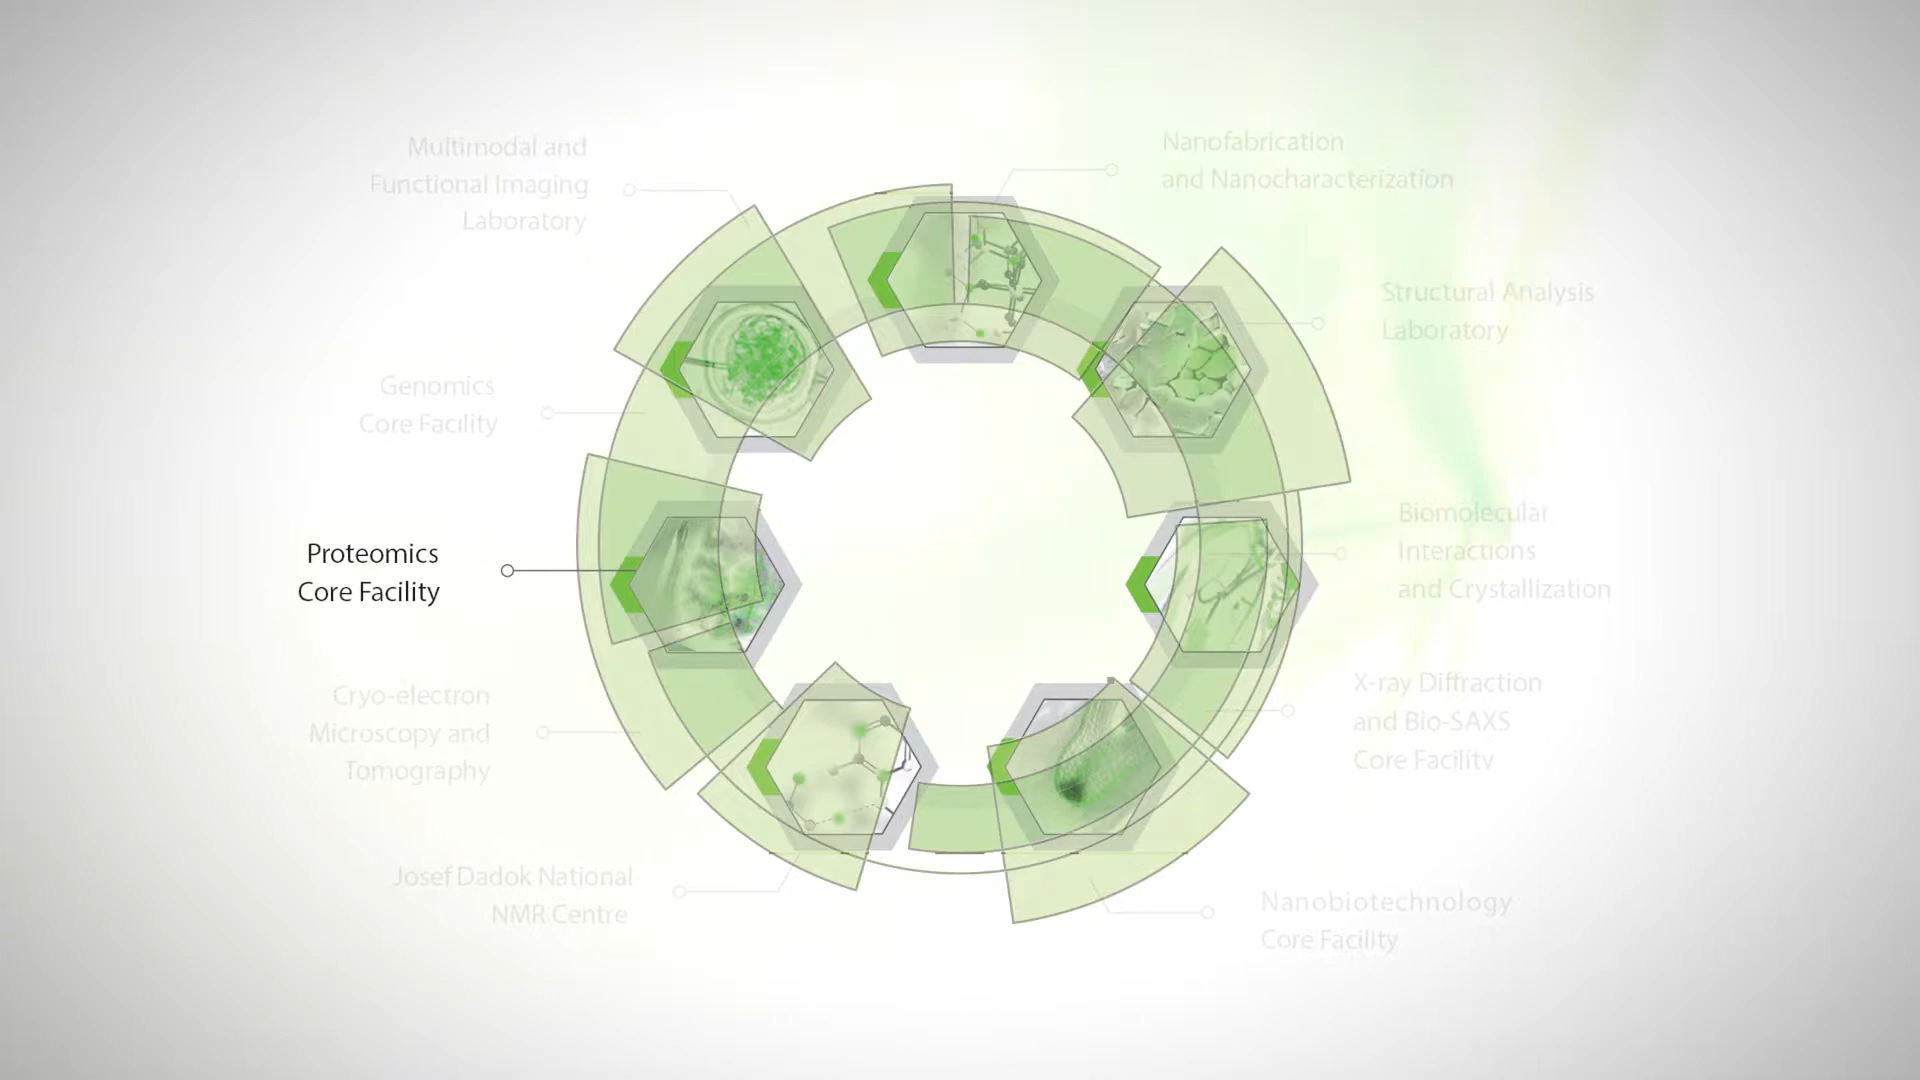 Multimodal and
Functional Imaging
Laboratory
Nanofabrication
and Nanocharacterization
Structural Analysis
Laboratory
Genomics
Core Facility
Biomolecular
Interactions
and Crystallization
Proteomics
Core Facility
X-ray Diffraction
and Bio-SAXS
Core Facility
Cryo-electron
Microscopy and
Tomography
Josef Dadok National
NMR Centre
Nanobiotechnology
Core Facility